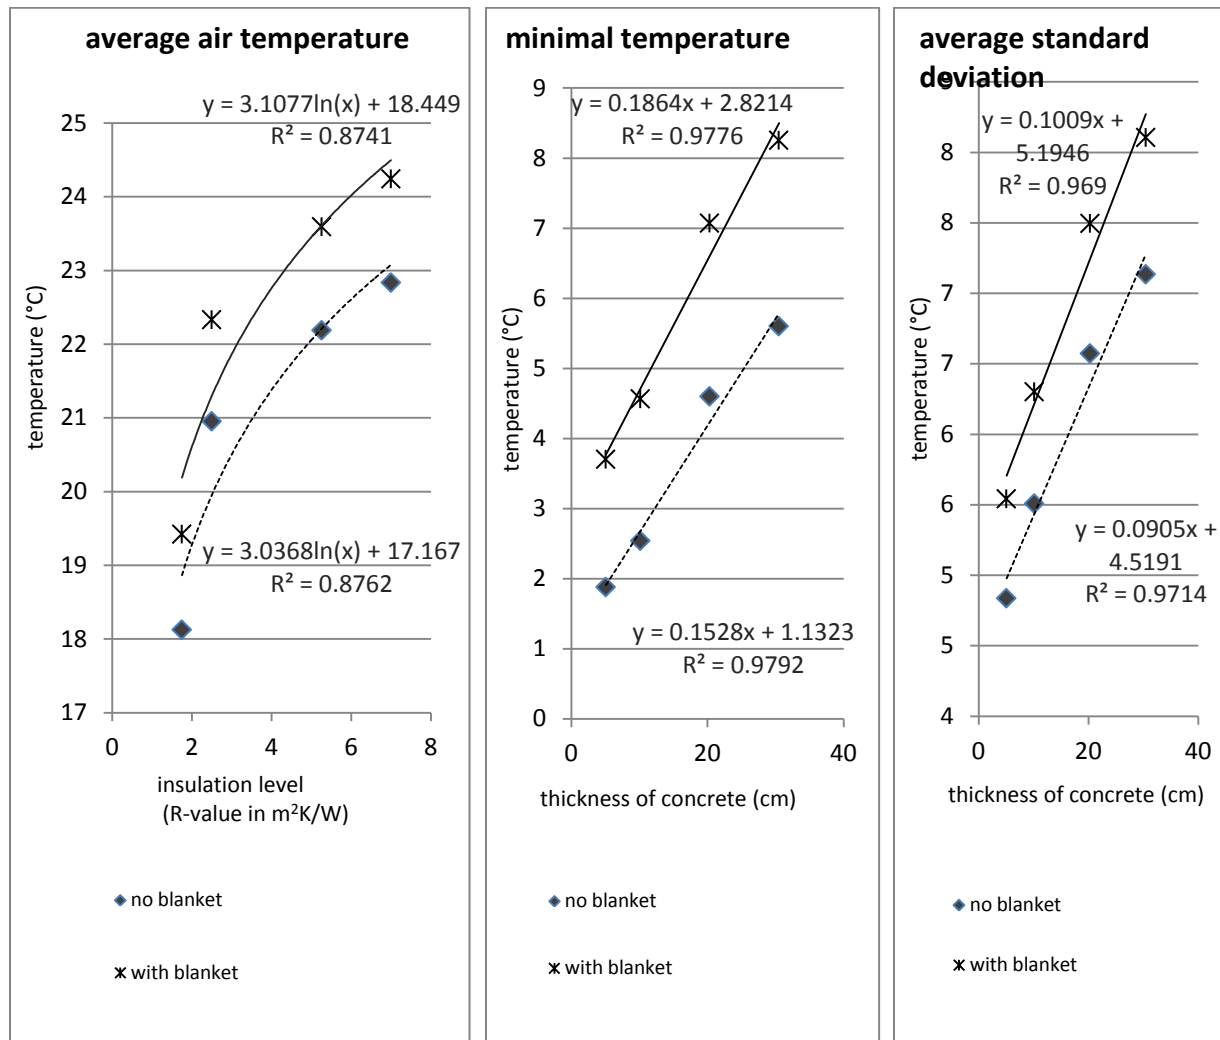 average air temperature
y = 3.1077ln(x) + 18.449
R² = 0.8741
25
24
23
22
21
20
19
18
17
temperature (°C)
y = 3.0368ln(x) + 17.167
R² = 0.8762
0 2 4 6 8
insulation level
(R-value in m²K/W)
no blanket
with blanket
minimal temperature
y = 0.1864x + 2.8214
R² = 0.9776
9
8
7
6
5
4
3
2
1
0
temperature (°C)
y = 0.1528x + 1.1323
R² = 0.9792
0 20 40
thickness of concrete (cm)
no blanket
with blanket
average standard
deviation
y = 0.1009x +
5.1946
R² = 0.969
9
8
8
7
7
6
6
5
5
4
temperature (°C)
y = 0.0905x +
4.5191
R² = 0.9714
0 20 40
thickness of concrete (cm)
no blanket
with blanket